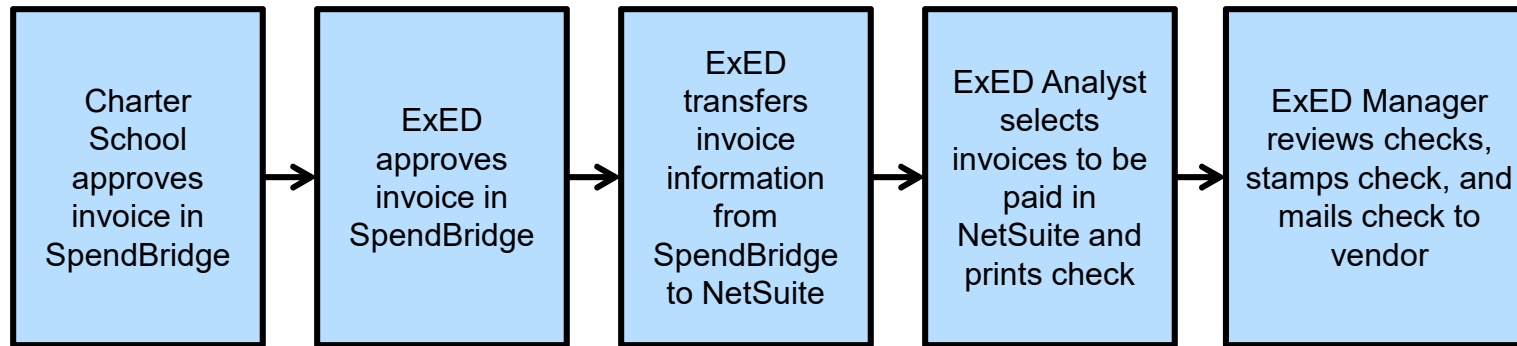 Charter
School
approves
invoice in
SpendBridge
ExED
approves
invoice in
SpendBridge
ExED
transfers
invoice
information
from
SpendBridge
to NetSuite
ExED Analyst
selects
invoices to be
paid in
NetSuite and
prints check
ExED Manager
reviews checks,
stamps check, and
mails check to
vendor